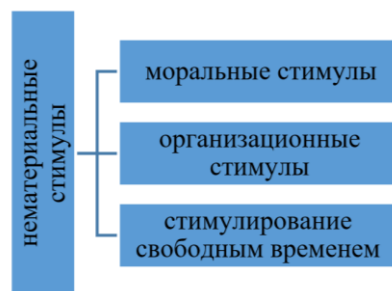 нематериальные
стимулы
моральные стимулы
организационные
стимулы
стимулирование
свободным временем